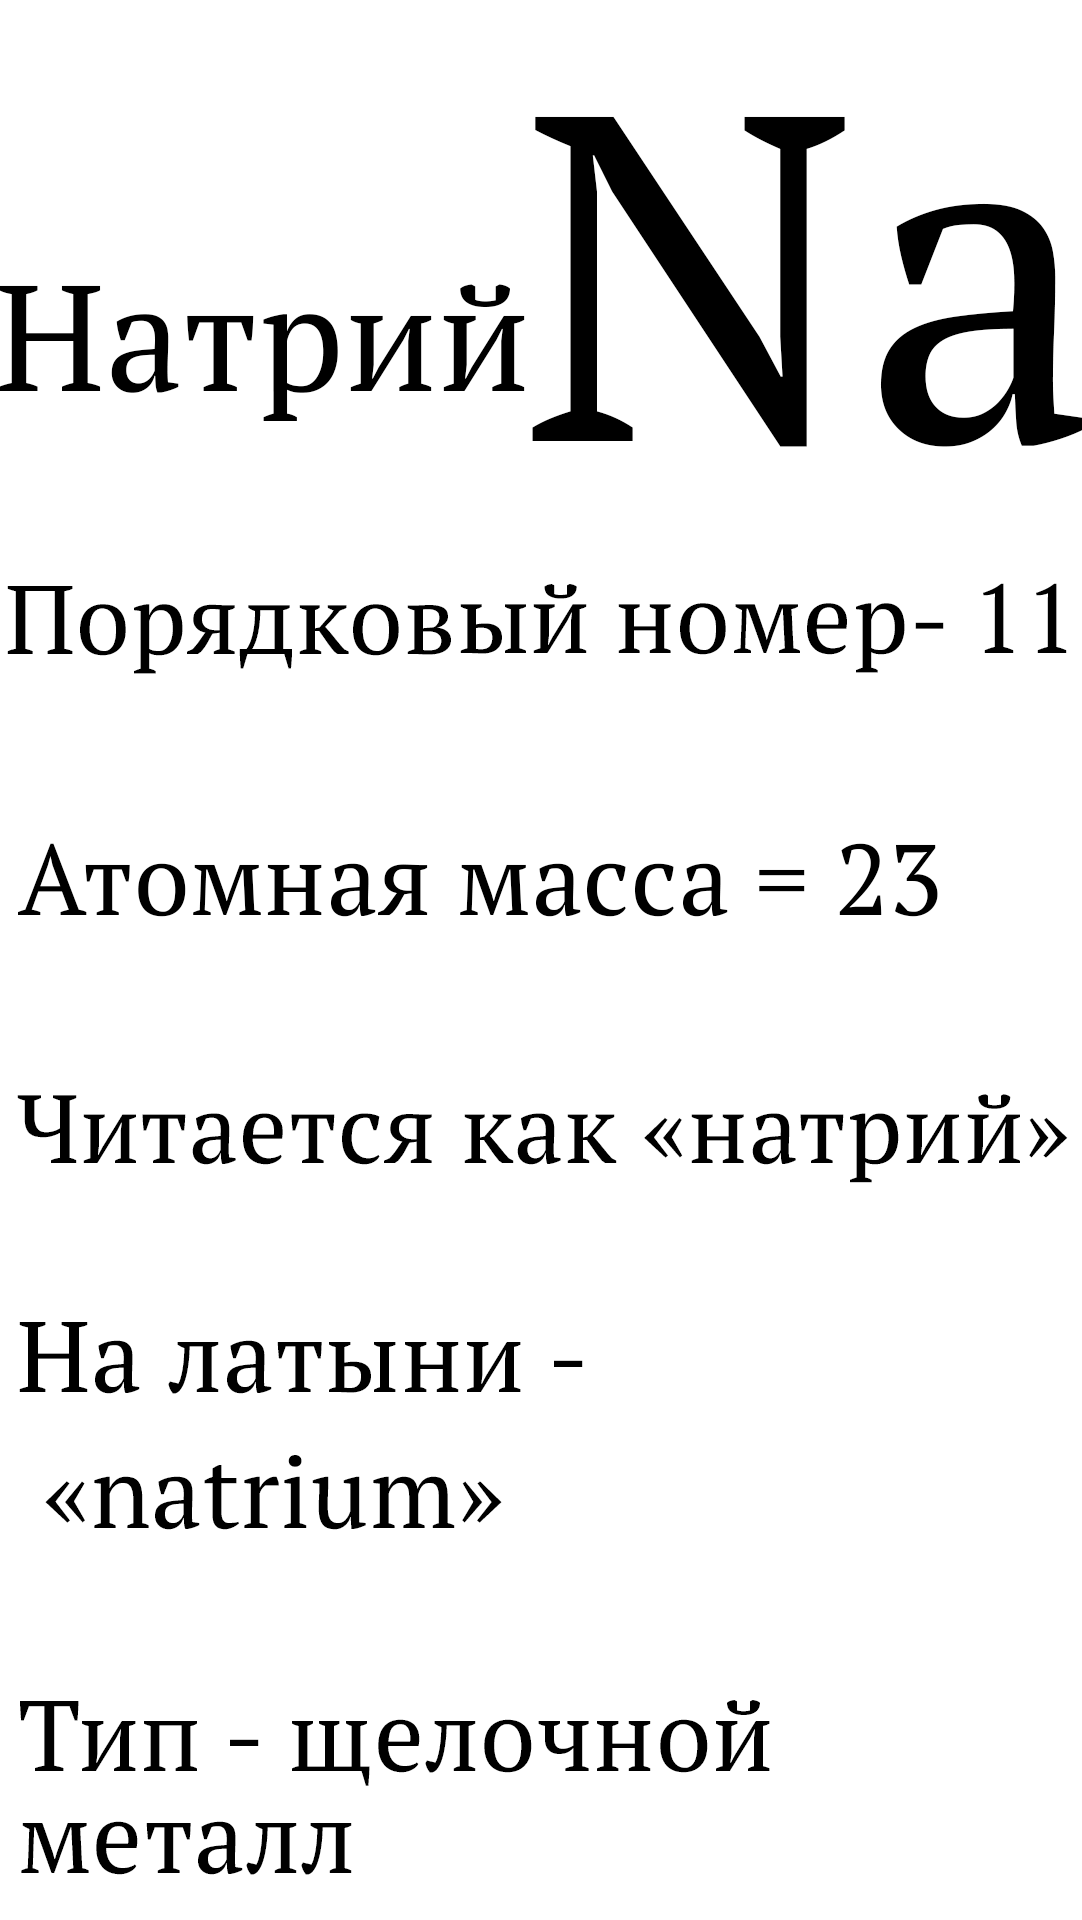 Натрий Na
Порядковый номер- 11
Атомная масса = 23
Читается как «натрий»
На латыни -
«natrium»
Тип - щелочной
металл